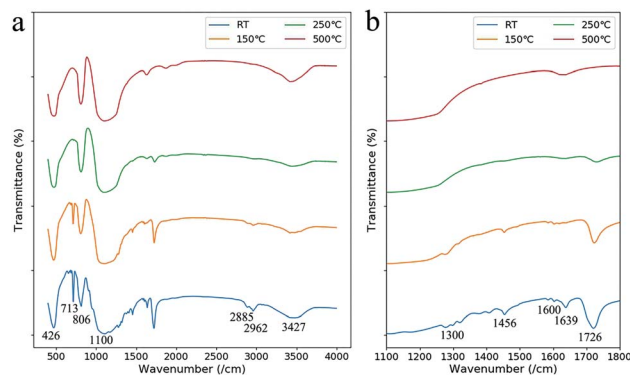 a
RT
250℃
150℃
500℃
Transmittance (%)
713
806
426
1100
2885
2962
3427
500 1000 1500 2000 2500 3000 3500 4000
Wavenumber (/cm)
b
RT
250℃
150℃
500℃
Transmittance (%)
1300
1456
1600
1639
1726
1100 1200 1300 1400 1500 1600 1700 1800
Wavenumber (/cm)